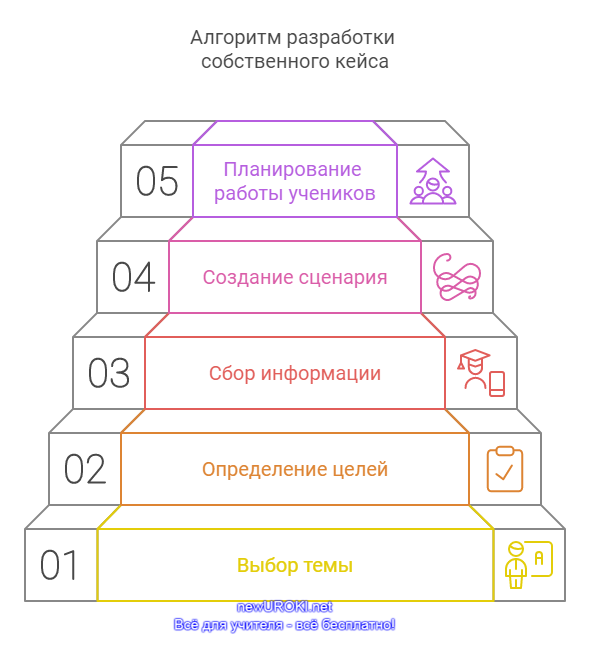 Алгоритм разработки
собственного кейса
05
Планирование
работы учеников
04
Создание сценария
03
Сбор информации
02
Определение целей
01
Выбор темы
newUROKI.net
Всё для учителя - всё бесплатно!